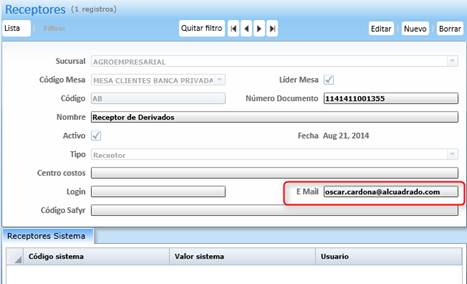 Receptores (1 registros)
Lista Filtros Quitar filtro Editar Nuevo Borrar
Sucursal AGROEMPRESARIAL
Código Mesa MESA CLIENTES BANCA PRIVADA Líder Mesa
Código AB Número Documento 1141411001355
Nombre Receptor de Derivados
Activo Fecha Aug 21, 2014
Tipo Receptor
Centro costos
Login E Mail oscar.cardona@alcuadrado.com
Código Safyr
Receptores Sistema
Código sistema Valor sistema Usuario